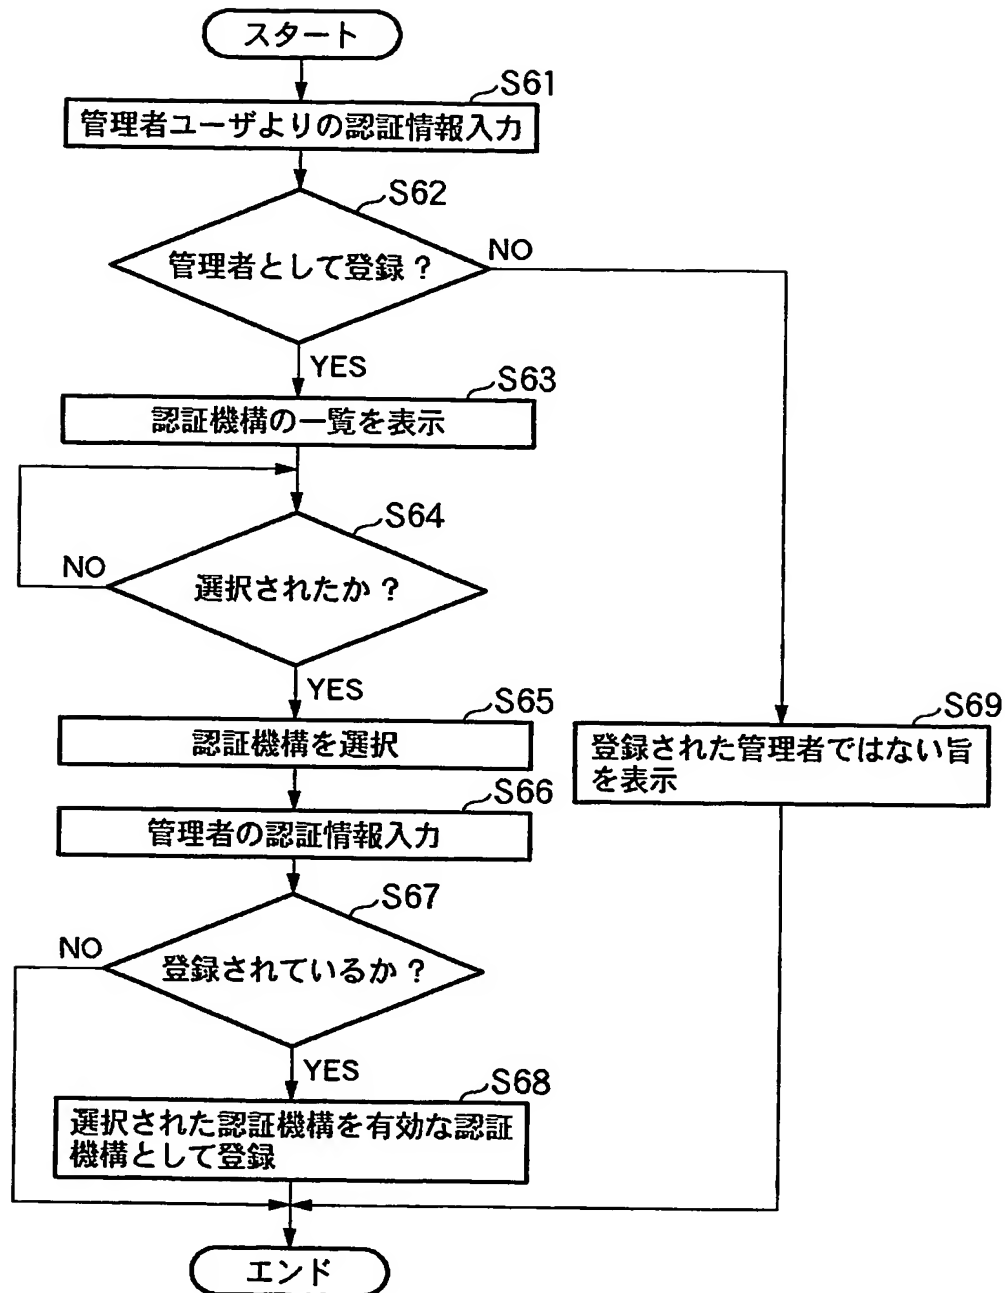 スタート
S61
管理者ユーザよりの認証情報入力
S62
管理者として登録？
NO
YES
S63
認証機構の一覧を表示
S64
選択されたか？
NO
YES
S65
認証機構を選択
S69
登録された管理者ではない旨
を表示
S66
管理者の認証情報入力
S67
登録されているか？
NO
YES
S68
選択された認証機構を有効な認証
機構として登録
エンド